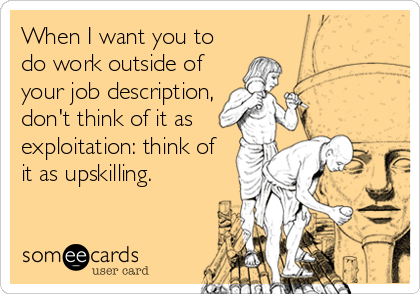 When I want you to
do work outside of
your job description,
don't think of it as
exploitation: think of
it as upskilling.
someecards
user card